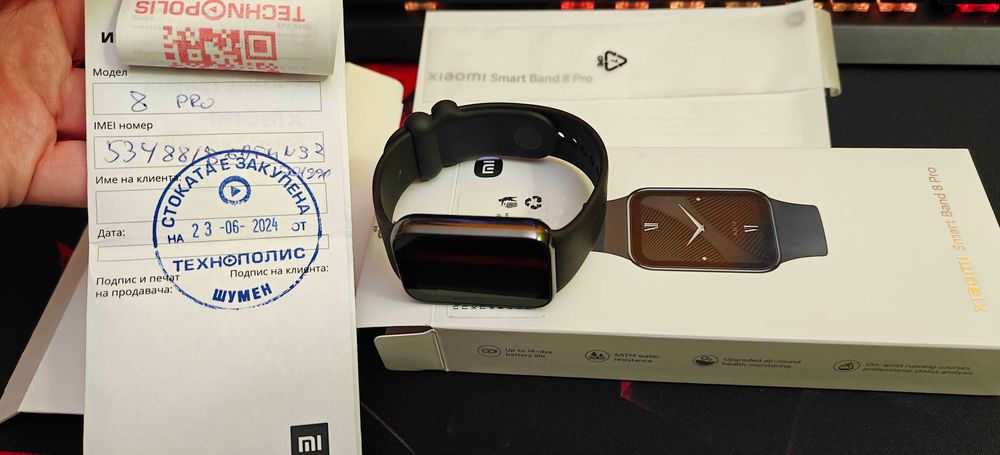 TECHNOPOLIS
Модел
8 PRO
IMEI номер
Име на клиента:
Дата:
СТОКАТА Е ЗАКУПЕНА
НА 23 -06- 2024 ОТ
ТЕХНОПОЛИС
ШУМЕН
Подпис и печат
на продавача:
Подпис на клиента:
mi
xiaomi Smart Band 8 Pro
mi
xiaomi Smart Band 8 Pro
Up to 14-day
battery life
5ATM water
resistance
Upgraded all-round
health monitoring
On-wrist running courses,
professional status analysis